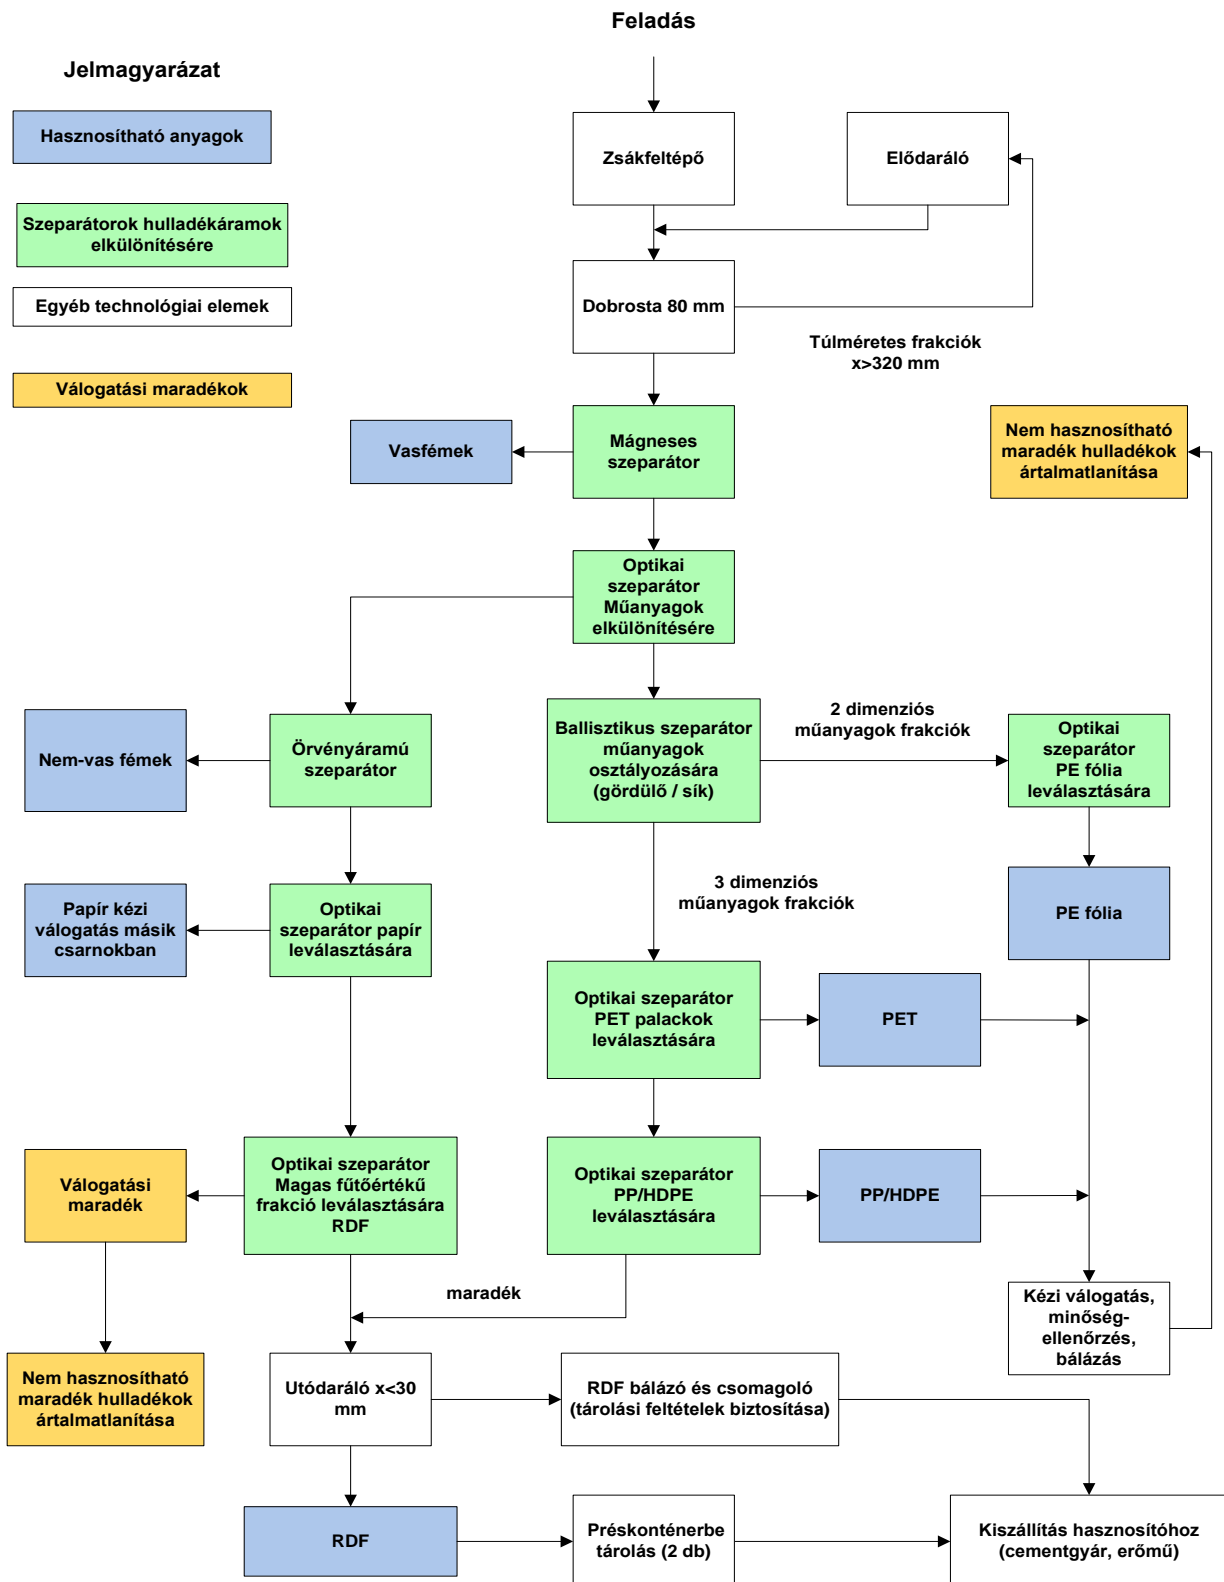 Feladás
Jelmagyarázat
Hasznosítható anyagok
Szeparátorok hulladékáramok
elkülönítésére
Egyéb technológiai elemek
Válogatási maradékok
Zsákfeltépő
Elődaráló
Dobrosta 80 mm
Túlméretes frakciók
x>320 mm
Vasfémek
Mágneses
szeparátor
Nem hasznosítható
maradék hulladékok
ártalmatlanítása
Optikai
szeparátor
Műanyagok
elkülönítésére
Nem-vas fémek
Örvényáramú
szeparátor
Ballisztikus szeparátor
műanyagok
osztályozására
(gördülő / sík)
2 dimenziós
műanyagok frakciók
Optikai
szeparátor
PE fólia
leválasztására
3 dimenziós
műanyagok frakciók
Papír kézi
válogatás másik
csarnokban
Optikai
szeparátor papír
leválasztására
PE fólia
Optikai szeparátor
PET palackok
leválasztására
PET
Válogatási
maradék
Optikai szeparátor
Magas fűtőértékű
frakció leválasztására
RDF
Optikai szeparátor
PP/HDPE
leválasztására
PP/HDPE
maradék
Kézi válogatás,
minőség-
ellenőrzés,
bálázás
Nem hasznosítható
maradék hulladékok
ártalmatlanítása
Utódaráló x<30
mm
RDF bálázó és csomagoló
(tárolási feltételek biztosítása)
RDF
Préskonténerbe
tárolás (2 db)
Kiszállítás hasznosítóhoz
(cementgyár, erőmű)